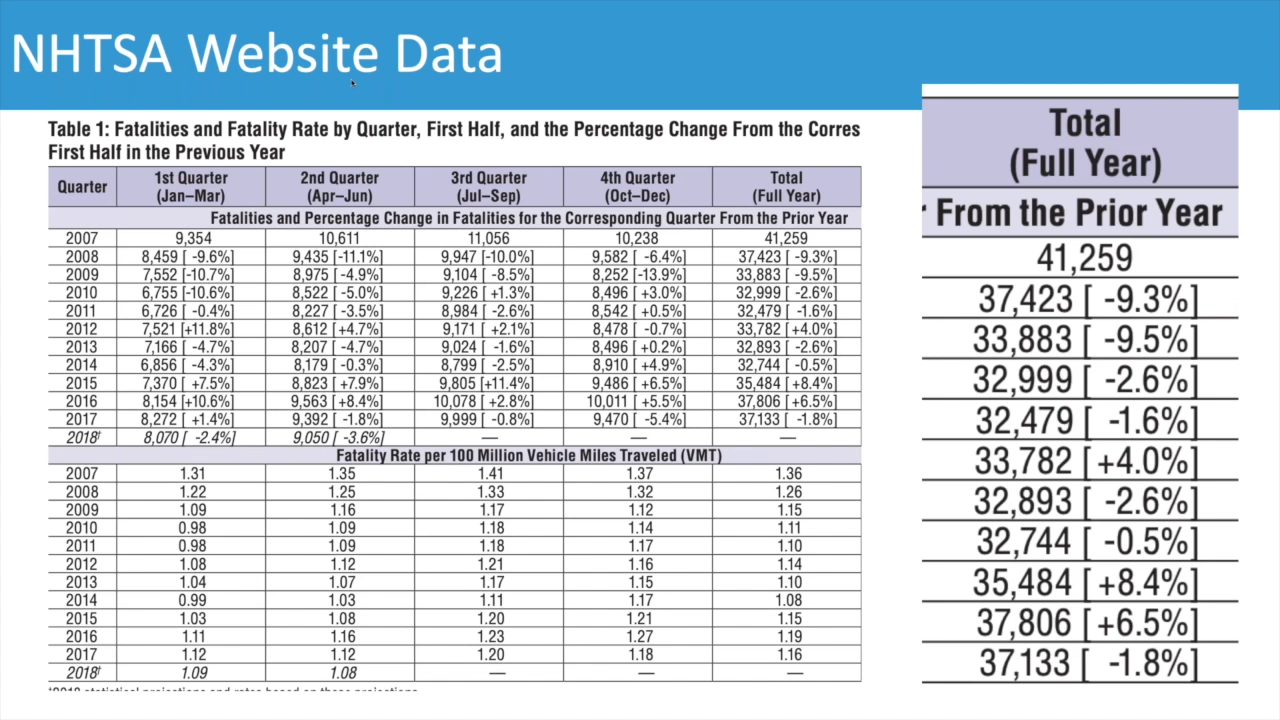 NHTSA Website Data
Table 1: Fatalities and Fatality Rate by Quarter, First Half, and the Percentage Change From the Corres
First Half in the Previous Year
Quarter 1st Quarter (Jan–Mar) 2nd Quarter (Apr–Jun) 3rd Quarter (Jul–Sep) 4th Quarter (Oct–Dec) Total (Full Year)
Fatalities and Percentage Change in Fatalities for the Corresponding Quarter From the Prior Year
2007 9,354 10,611 11,056 10,238 41,259
2008 8,459 [ -9.6%] 9,435 [-11.1%] 9,947 [-10.0%] 9,582 [ -6.4%] 37,423 [ -9.3%]
2009 7,552 [-10.7%] 8,975 [ -4.9%] 9,104 [ -8.5%] 8,252 [-13.9%] 33,883 [ -9.5%]
2010 6,755 [-10.6%] 8,522 [ -5.0%] 9,226 [ +1.3%] 8,496 [ +3.0%] 32,999 [ -2.6%]
2011 6,726 [ -0.4%] 8,227 [ -3.5%] 8,984 [ -2.6%] 8,542 [ +0.5%] 32,479 [ -1.6%]
2012 7,521 [+11.8%] 8,612 [ +4.7%] 9,171 [ +2.1%] 8,478 [ -0.7%] 33,782 [ +4.0%]
2013 7,166 [ -4.7%] 8,207 [ -4.7%] 9,024 [ -1.6%] 8,496 [ +0.2%] 32,893 [ -2.6%]
2014 6,856 [ -4.3%] 8,179 [ -0.3%] 8,799 [ -2.5%] 8,910 [ +4.9%] 32,744 [ -0.5%]
2015 7,370 [ +7.5%] 8,823 [ +7.9%] 9,805 [+11.4%] 9,486 [ +6.5%] 35,484 [ +8.4%]
2016 8,154 [+10.6%] 9,563 [ +8.4%] 10,078 [ +2.8%] 10,011 [ +5.5%] 37,806 [ +6.5%]
2017 8,272 [ +1.4%] 9,392 [ -1.8%] 9,999 [ -0.8%] 9,470 [ -5.4%] 37,133 [ -1.8%]
2018† 8,070 [ -2.4%] 9,050 [ -3.6%] — — —
Fatality Rate per 100 Million Vehicle Miles Traveled (VMT)
2007 1.31 1.35 1.41 1.37 1.36
2008 1.22 1.25 1.33 1.32 1.26
2009 1.09 1.16 1.17 1.12 1.15
2010 0.98 1.09 1.18 1.14 1.11
2011 0.98 1.09 1.18 1.17 1.10
2012 1.08 1.12 1.21 1.16 1.14
2013 1.04 1.07 1.17 1.15 1.10
2014 0.99 1.03 1.11 1.17 1.08
2015 1.03 1.08 1.20 1.21 1.15
2016 1.11 1.16 1.23 1.27 1.19
2017 1.12 1.12 1.20 1.18 1.16
2018† 1.09 1.08 — — —
Total
(Full Year)
From the Prior Year
41,259
37,423 [ -9.3%]
33,883 [ -9.5%]
32,999 [ -2.6%]
32,479 [ -1.6%]
33,782 [ +4.0%]
32,893 [ -2.6%]
32,744 [ -0.5%]
35,484 [ +8.4%]
37,806 [ +6.5%]
37,133 [ -1.8%]